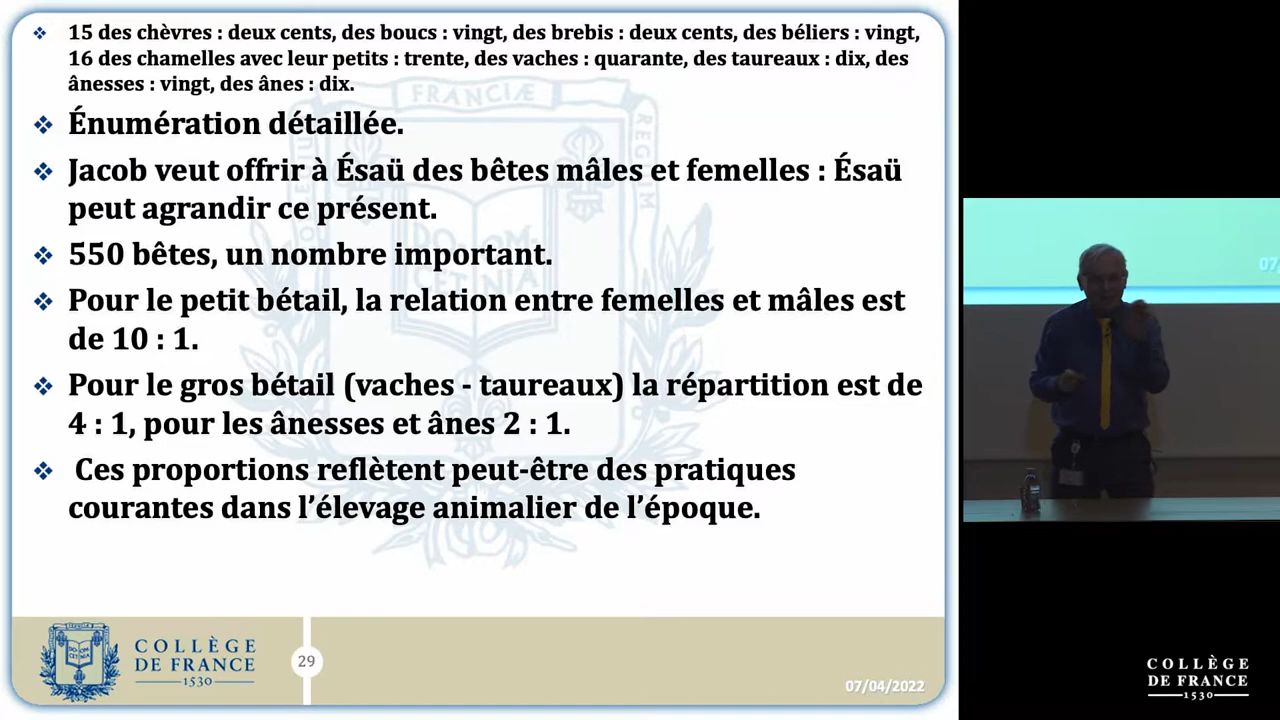 15 des chèvres : deux cents, des boucs : vingt, des brebis : deux cents, des béliers : vingt,
16 des chamelles avec leur petits : trente, des vaches : quarante, des taureaux : dix, des
ânesses : vingt, des ânes : dix.
Énumération détaillée.
Jacob veut offrir à Ésaü des bêtes mâles et femelles : Ésaü
peut agrandir ce présent.
550 bêtes, un nombre important.
Pour le petit bétail, la relation entre femelles et mâles est
de 10 : 1.
Pour le gros bétail (vaches - taureaux) la répartition est de
4 : 1, pour les ânesses et ânes 2 : 1.
Ces proportions reflètent peut-être des pratiques
courantes dans l’élevage animalier de l’époque.
FRANCIÆ
COLLÈGE
DE FRANCE
1530
29
07/04/2022
07
COLLÈGE
DE FRANCE
1530